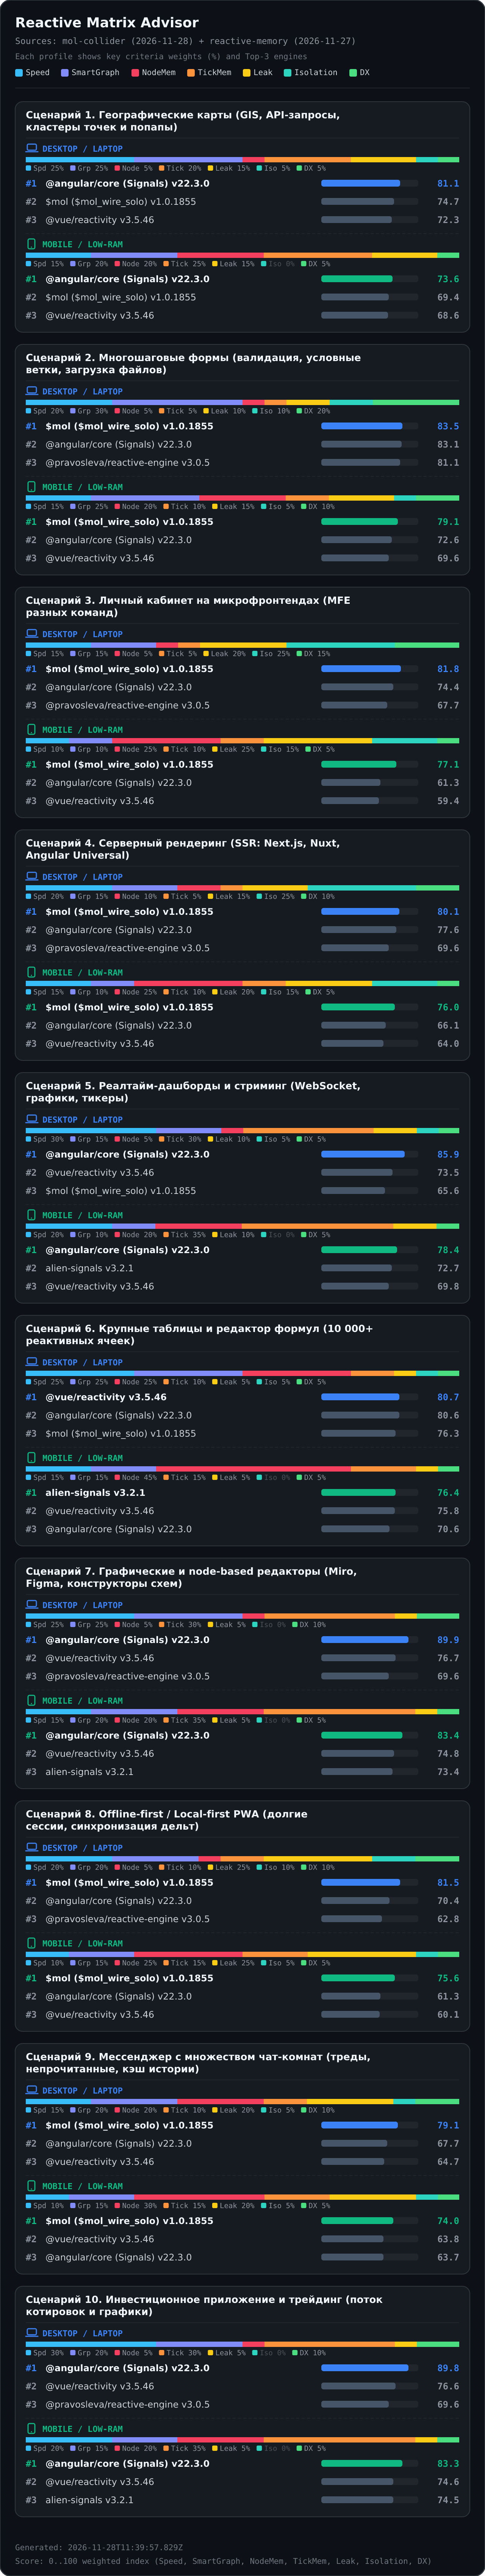 Reactive Matrix Advisor
Sources: mol-collider (2026-11-28) + reactive-memory (2026-11-27)
Each profile shows key criteria weights (%) and Top-3 engines
Speed SmartGraph NodeMem TickMem Leak Isolation DX
Сценарий 1. Географические карты (GIS, API-запросы,
кластеры точек и попапы)
DESKTOP / LAPTOP
Spd 25% Grp 25% Node 5% Tick 20% Leak 15% Iso 5% DX 5%
#1 @angular/core (Signals) v22.3.0 81.1
#2 $mol ($mol_wire_solo) v1.0.1855 74.7
#3 @vue/reactivity v3.5.46 72.3
MOBILE / LOW-RAM
Spd 15% Grp 20% Node 20% Tick 25% Leak 15% Iso 0% DX 5%
#1 @angular/core (Signals) v22.3.0 73.6
#2 $mol ($mol_wire_solo) v1.0.1855 69.4
#3 @vue/reactivity v3.5.46 68.6
Сценарий 2. Многошаговые формы (валидация, условные
ветки, загрузка файлов)
DESKTOP / LAPTOP
Spd 20% Grp 30% Node 5% Tick 5% Leak 10% Iso 10% DX 20%
#1 $mol ($mol_wire_solo) v1.0.1855 83.5
#2 @angular/core (Signals) v22.3.0 83.1
#3 @pravosleva/reactive-engine v3.0.5 81.1
MOBILE / LOW-RAM
Spd 15% Grp 25% Node 20% Tick 10% Leak 15% Iso 5% DX 10%
#1 $mol ($mol_wire_solo) v1.0.1855 79.1
#2 @angular/core (Signals) v22.3.0 72.6
#3 @vue/reactivity v3.5.46 69.6
Сценарий 3. Личный кабинет на микрофронтендах (MFE
разных команд)
DESKTOP / LAPTOP
Spd 15% Grp 15% Node 5% Tick 5% Leak 20% Iso 25% DX 15%
#1 $mol ($mol_wire_solo) v1.0.1855 81.8
#2 @angular/core (Signals) v22.3.0 74.4
#3 @pravosleva/reactive-engine v3.0.5 67.7
MOBILE / LOW-RAM
Spd 10% Grp 10% Node 25% Tick 10% Leak 25% Iso 15% DX 5%
#1 $mol ($mol_wire_solo) v1.0.1855 77.1
#2 @angular/core (Signals) v22.3.0 61.3
#3 @vue/reactivity v3.5.46 59.4
Сценарий 4. Серверный рендеринг (SSR: Next.js, Nuxt,
Angular Universal)
DESKTOP / LAPTOP
Spd 20% Grp 15% Node 10% Tick 5% Leak 15% Iso 25% DX 10%
#1 $mol ($mol_wire_solo) v1.0.1855 80.1
#2 @angular/core (Signals) v22.3.0 77.6
#3 @pravosleva/reactive-engine v3.0.5 69.6
MOBILE / LOW-RAM
Spd 15% Grp 10% Node 25% Tick 10% Leak 20% Iso 15% DX 5%
#1 $mol ($mol_wire_solo) v1.0.1855 76.0
#2 @angular/core (Signals) v22.3.0 66.1
#3 @vue/reactivity v3.5.46 64.0
Сценарий 5. Реалтайм-дашборды и стриминг (WebSocket,
графики, тикеры)
DESKTOP / LAPTOP
Spd 30% Grp 15% Node 5% Tick 30% Leak 10% Iso 5% DX 5%
#1 @angular/core (Signals) v22.3.0 85.9
#2 @vue/reactivity v3.5.46 73.5
#3 $mol ($mol_wire_solo) v1.0.1855 65.6
MOBILE / LOW-RAM
Spd 20% Grp 10% Node 20% Tick 35% Leak 10% Iso 0% DX 5%
#1 @angular/core (Signals) v22.3.0 78.4
#2 alien-signals v3.2.1 72.7
#3 @vue/reactivity v3.5.46 69.8
Сценарий 6. Крупные таблицы и редактор формул (10 000+
реактивных ячеек)
DESKTOP / LAPTOP
Spd 25% Grp 25% Node 25% Tick 10% Leak 5% Iso 5% DX 5%
#1 @vue/reactivity v3.5.46 80.7
#2 @angular/core (Signals) v22.3.0 80.6
#3 $mol ($mol_wire_solo) v1.0.1855 76.3
MOBILE / LOW-RAM
Spd 15% Grp 15% Node 45% Tick 15% Leak 5% Iso 0% DX 5%
#1 alien-signals v3.2.1 76.4
#2 @vue/reactivity v3.5.46 75.8
#3 @angular/core (Signals) v22.3.0 70.6
Сценарий 7. Графические и node-based редакторы (Miro,
Figma, конструкторы схем)
DESKTOP / LAPTOP
Spd 25% Grp 25% Node 5% Tick 30% Leak 5% Iso 0% DX 10%
#1 @angular/core (Signals) v22.3.0 89.9
#2 @vue/reactivity v3.5.46 76.7
#3 @pravosleva/reactive-engine v3.0.5 69.6
MOBILE / LOW-RAM
Spd 15% Grp 20% Node 20% Tick 35% Leak 5% Iso 0% DX 5%
#1 @angular/core (Signals) v22.3.0 83.4
#2 @vue/reactivity v3.5.46 74.8
#3 alien-signals v3.2.1 73.4
Сценарий 8. Offline-first / Local-first PWA (долгие
сессии, синхронизация дельт)
DESKTOP / LAPTOP
Spd 20% Grp 20% Node 5% Tick 10% Leak 25% Iso 10% DX 10%
#1 $mol ($mol_wire_solo) v1.0.1855 81.5
#2 @angular/core (Signals) v22.3.0 70.4
#3 @pravosleva/reactive-engine v3.0.5 62.8
MOBILE / LOW-RAM
Spd 10% Grp 15% Node 25% Tick 15% Leak 25% Iso 5% DX 5%
#1 $mol ($mol_wire_solo) v1.0.1855 75.6
#2 @angular/core (Signals) v22.3.0 61.3
#3 @vue/reactivity v3.5.46 60.1
Сценарий 9. Мессенджер с множеством чат-комнат (треды,
непрочитанные, кэш истории)
DESKTOP / LAPTOP
Spd 15% Grp 20% Node 20% Tick 10% Leak 20% Iso 5% DX 10%
#1 $mol ($mol_wire_solo) v1.0.1855 79.1
#2 @angular/core (Signals) v22.3.0 67.7
#3 @vue/reactivity v3.5.46 64.7
MOBILE / LOW-RAM
Spd 10% Grp 15% Node 30% Tick 15% Leak 20% Iso 5% DX 5%
#1 $mol ($mol_wire_solo) v1.0.1855 74.0
#2 @vue/reactivity v3.5.46 63.8
#3 @angular/core (Signals) v22.3.0 63.7
Сценарий 10. Инвестиционное приложение и трейдинг (поток
котировок и графики)
DESKTOP / LAPTOP
Spd 30% Grp 20% Node 5% Tick 30% Leak 5% Iso 0% DX 10%
#1 @angular/core (Signals) v22.3.0 89.8
#2 @vue/reactivity v3.5.46 76.6
#3 @pravosleva/reactive-engine v3.0.5 69.6
MOBILE / LOW-RAM
Spd 20% Grp 15% Node 20% Tick 35% Leak 5% Iso 0% DX 5%
#1 @angular/core (Signals) v22.3.0 83.3
#2 @vue/reactivity v3.5.46 74.6
#3 alien-signals v3.2.1 74.5
Generated: 2026-11-28T11:39:57.829Z
Score: 0..100 weighted index (Speed, SmartGraph, NodeMem, TickMem, Leak, Isolation, DX)